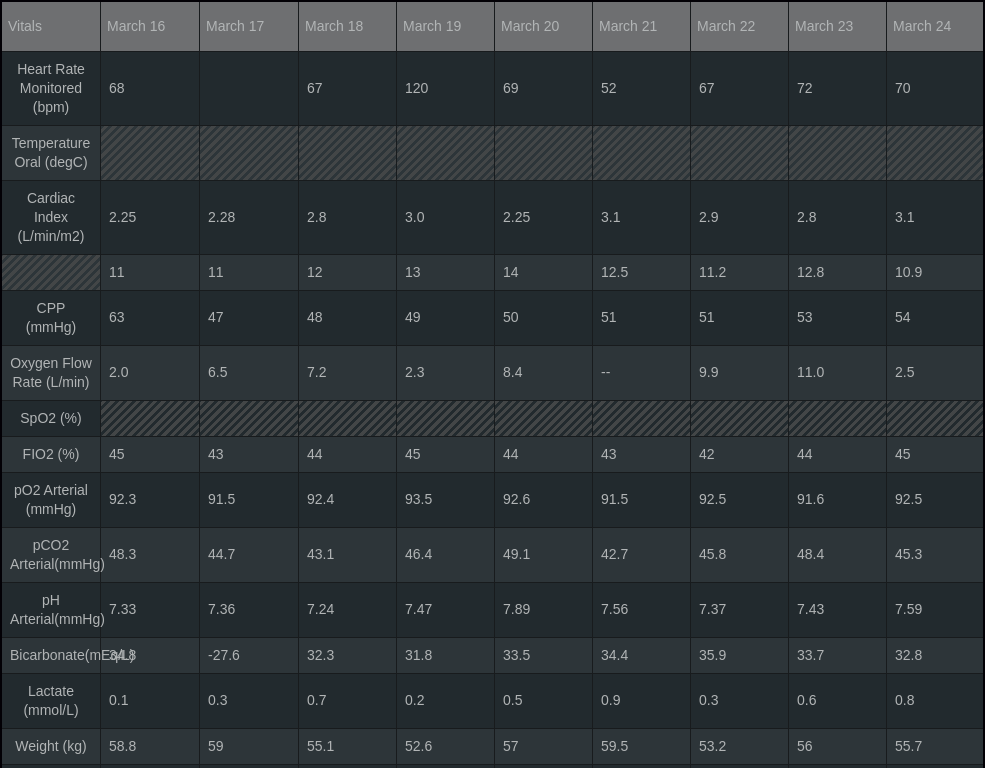 Vitals March 16 March 17 March 18 March 19 March 20 March 21 March 22 March 23 March 24
Heart Rate
Monitored
(bpm)
68 67 120 69 52 67 72 70
Temperature
Oral (degC)
Cardiac
Index
(L/min/m2)
2.25 2.28 2.8 3.0 2.25 3.1 2.9 2.8 3.1
11 11 12 13 14 12.5 11.2 12.8 10.9
CPP
(mmHg)
63 47 48 49 50 51 51 53 54
Oxygen Flow
Rate (L/min)
2.0 6.5 7.2 2.3 8.4 -- 9.9 11.0 2.5
SpO2 (%)
FIO2 (%) 45 43 44 45 44 43 42 44 45
pO2 Arterial
(mmHg)
92.3 91.5 92.4 93.5 92.6 91.5 92.5 91.6 92.5
pCO2
Arterial(mmHg)
48.3 44.7 43.1 46.4 49.1 42.7 45.8 48.4 45.3
pH
Arterial(mmHg)
7.33 7.36 7.24 7.47 7.89 7.56 7.37 7.43 7.59
Bicarbonate(mEq/L) 34.8 -27.6 32.3 31.8 33.5 34.4 35.9 33.7 32.8
Lactate
(mmol/L)
0.1 0.3 0.7 0.2 0.5 0.9 0.3 0.6 0.8
Weight (kg) 58.8 59 55.1 52.6 57 59.5 53.2 56 55.7